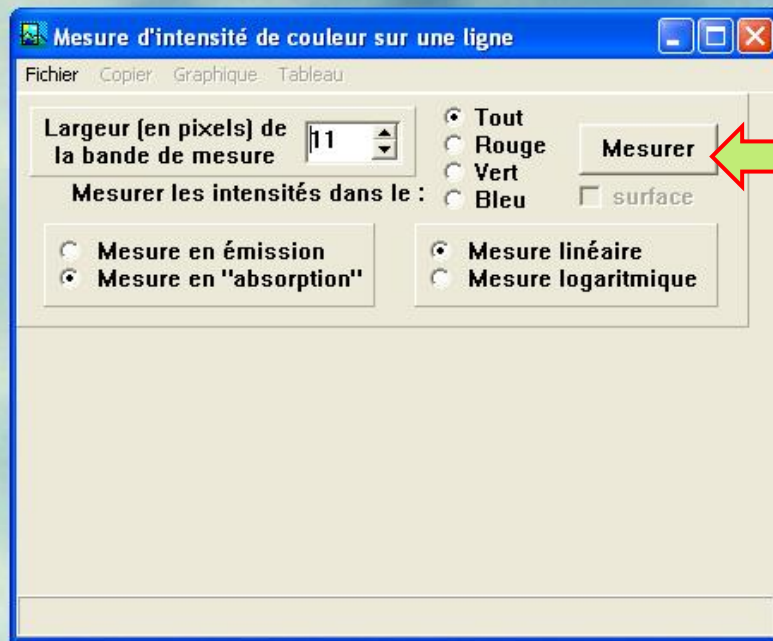 Mesure d'intensité de couleur sur une ligne
Fichier Copier Graphique Tableau
Largeur (en pixels) de
la bande de mesure
11
Mesurer les intensités dans le :
Tout
Rouge
Vert
Bleu
Mesurer
surface
Mesure en émission
Mesure en "absorption"
Mesure linéaire
Mesure logaritmique